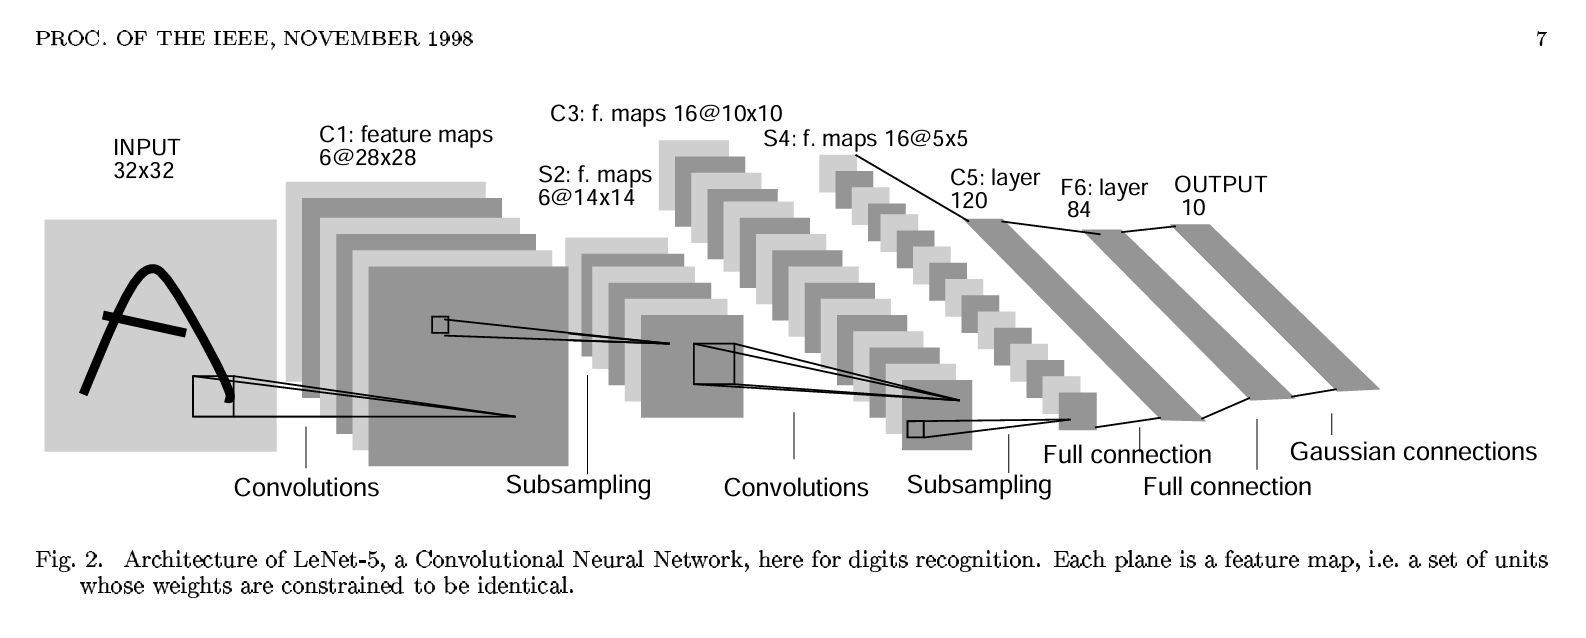 PROC. OF THE IEEE, NOVEMBER 1998 7
C3: f. maps 16@10x10
INPUT
32x32
C1: feature maps
6@28x28
S2: f. maps
6@14x14
S4: f. maps 16@5x5
C5: layer
120
F6: layer
84
OUTPUT
10
Convolutions
Subsampling
Convolutions
Subsampling
Full connection
Full connection
Gaussian connections
Fig. 2. Architecture of LeNet-5, a Convolutional Neural Network, here for digits recognition. Each plane is a feature map, i.e. a set of units
whose weights are constrained to be identical.
A